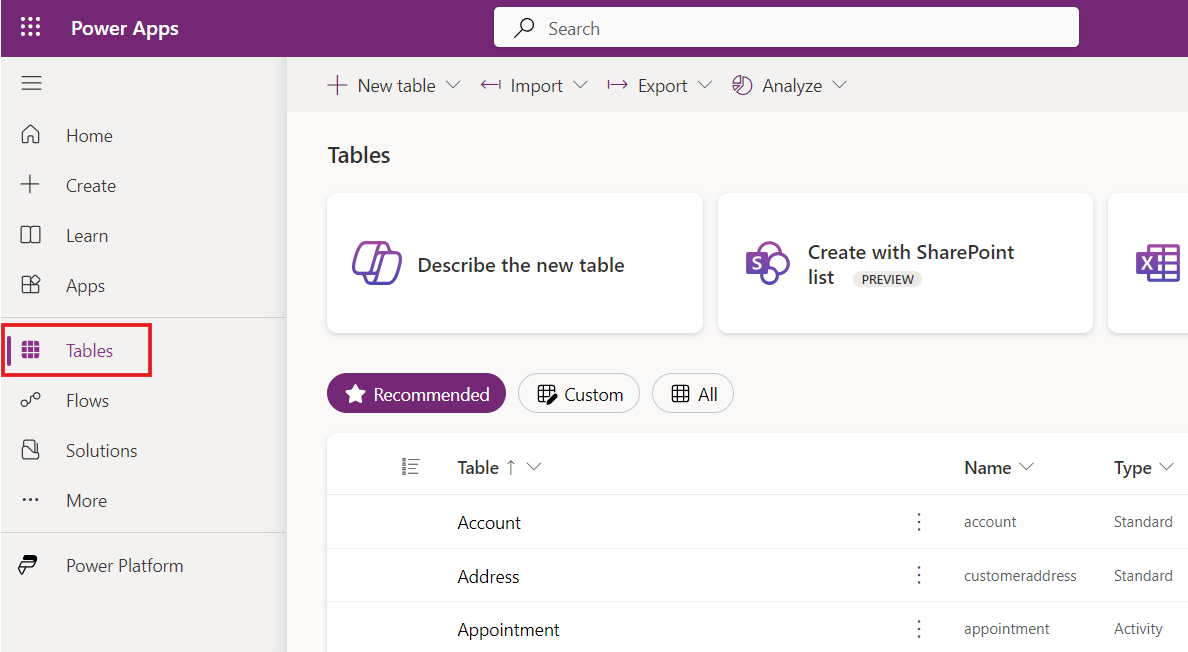 Power Apps
Search
New table
Import
Export
Analyze
Home
Create
Learn
Apps
Tables
Flows
Solutions
More
Power Platform
Tables
Describe the new table
Create with SharePoint
list PREVIEW
Recommended
Custom
All
Table
Name
Type
Account
account
Standard
Address
customeraddress
Standard
Appointment
appointment
Activity